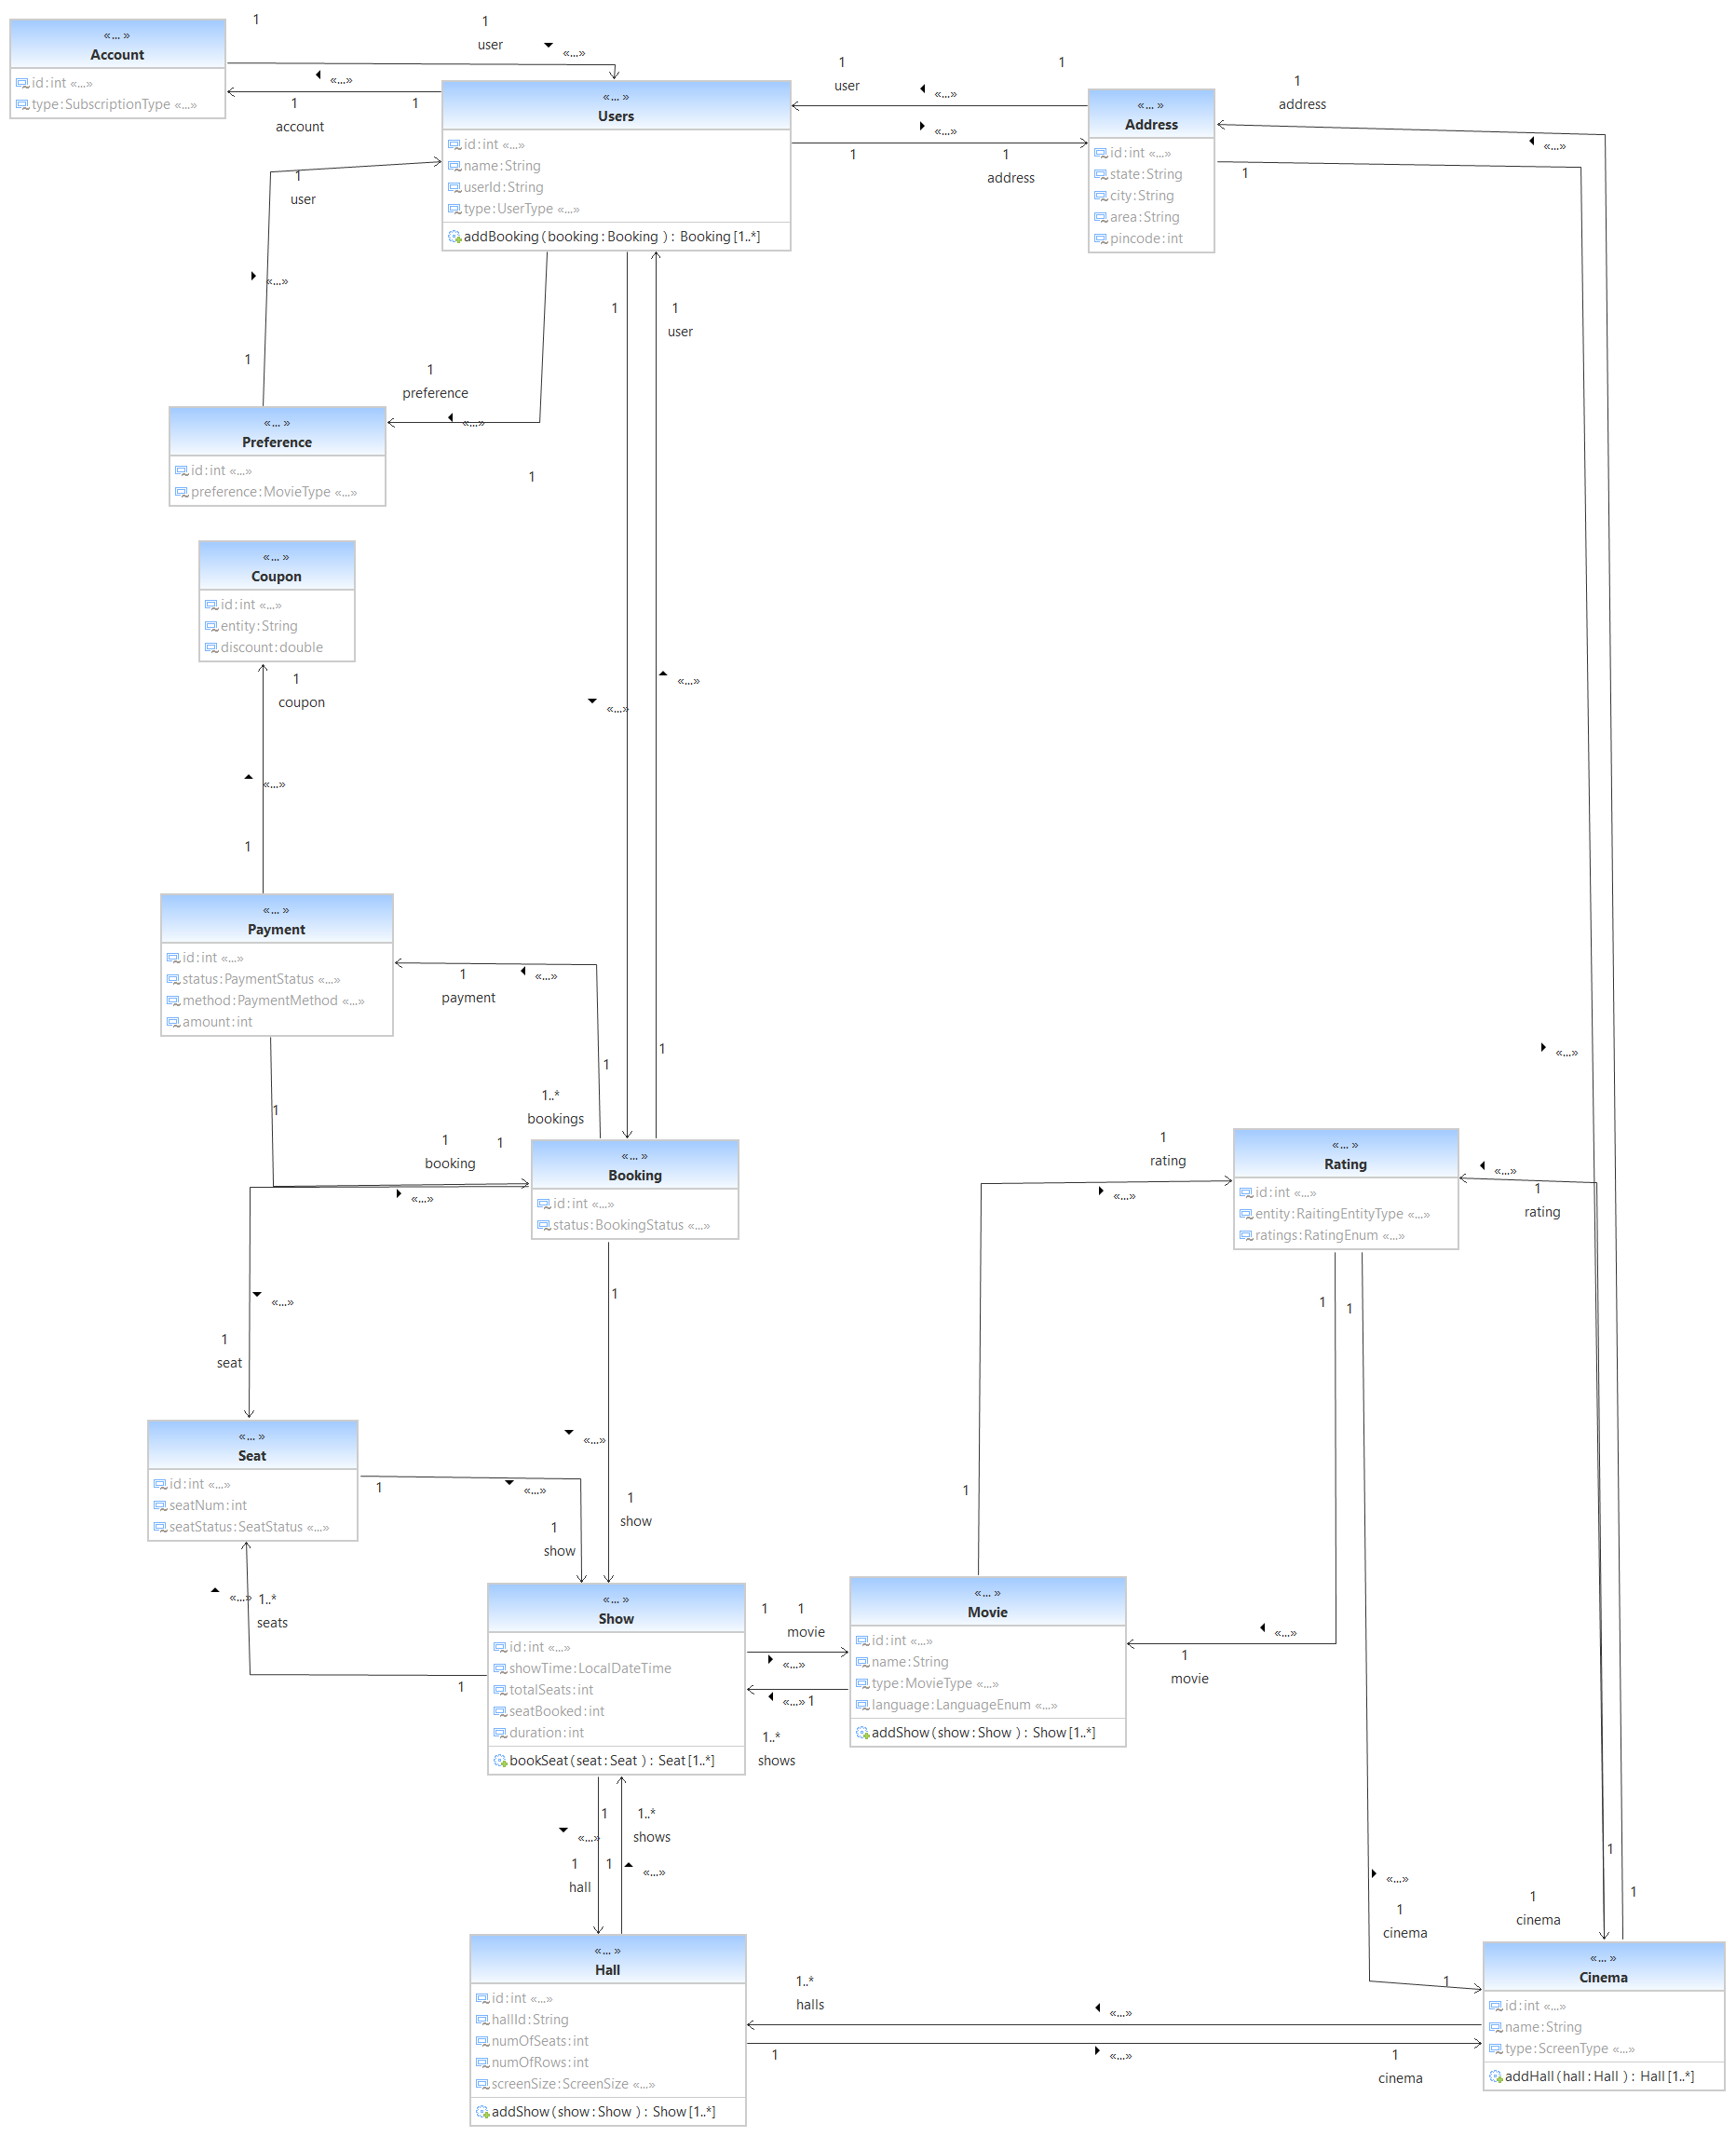 1
1
user
«...»
«... »
Account
id:int «...»
type:SubscriptionType «...»
«...»
1
account
1
«... »
Users
id:int «...»
name:String
userId:String
type:UserType «...»
addBooking(booking:Booking ): Booking[1..*]
1
user
1
«...»
«...»
1
1
address
«... »
Address
id:int «...»
state:String
city:String
area:String
pincode:int
1
address
«...»
1
1
user
«...»
1
1
preference
«...»
1
1
1
user
«... »
Preference
id:int «...»
preference:MovieType «...»
«... »
Coupon
id:int «...»
entity:String
discount:double
1
coupon
«...»
1
«...»
«...»
«... »
Payment
id:int «...»
status:PaymentStatus «...»
method:PaymentMethod «...»
amount:int
1
payment
«...»
1
1
1..*
bookings
1
1
booking
1
«...»
«... »
Booking
id:int «...»
status:BookingStatus «...»
«...»
1
rating
«...»
«... »
Rating
id:int «...»
entity:RaitingEntityType «...»
ratings:RatingEnum «...»
«...»
1
rating
1
1
«...»
1
seat
1
«...»
«... »
Seat
id:int «...»
seatNum:int
seatStatus:SeatStatus «...»
1
«...»
1
show
1
show
1
«...»
1..*
seats
1
«... »
Show
id:int «...»
showTime:LocalDateTime
totalSeats:int
seatBooked:int
duration:int
bookSeat(seat:Seat ): Seat[1..*]
1
1
movie
«...»
«...»
1
1..*
shows
«... »
Movie
id:int «...»
name:String
type:MovieType «...»
language:LanguageEnum «...»
addShow(show:Show ): Show[1..*]
«...»
1
movie
1
«...»
1
hall
1..*
shows
1
«...»
«... »
Hall
id:int «...»
hallId:String
numOfSeats:int
numOfRows:int
screenSize:ScreenSize «...»
addShow(show:Show ): Show[1..*]
1..*
halls
«...»
1
1
«...»
1
cinema
«...»
1
cinema
1
1
cinema
1
1
«... »
Cinema
id:int «...»
name:String
type:ScreenType «...»
addHall(hall:Hall ): Hall[1..*]